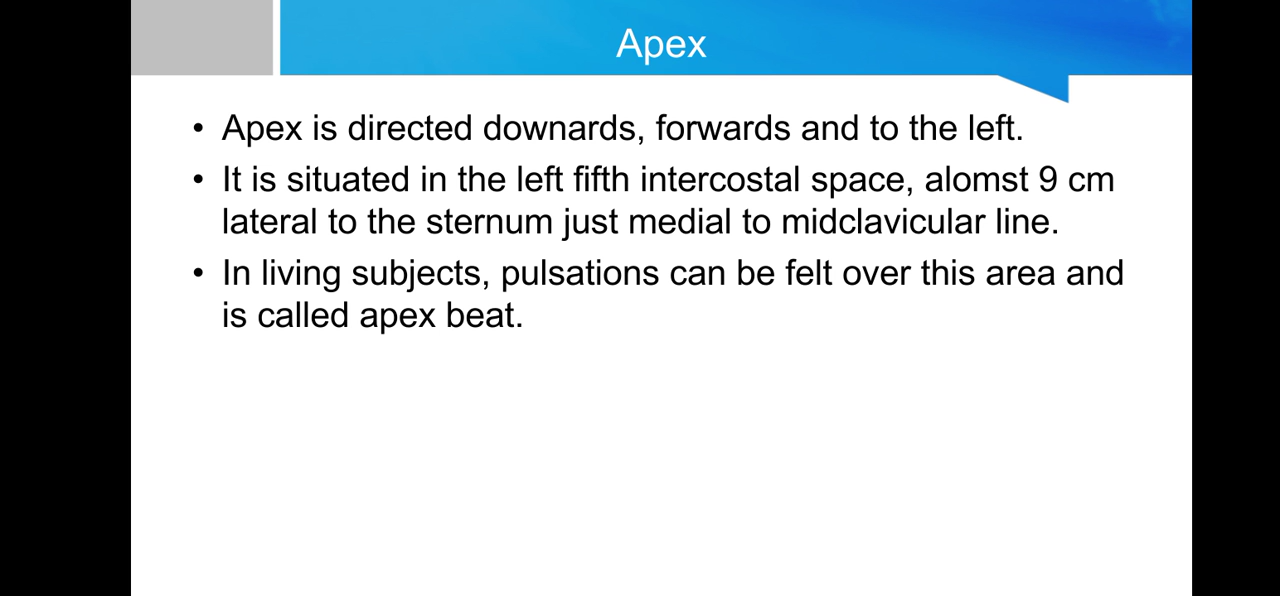 Apex
• Apex is directed downards, forwards and to the left.
• It is situated in the left fifth intercostal space, alomst 9 cm
lateral to the sternum just medial to midclavicular line.
• In living subjects, pulsations can be felt over this area and
is called apex beat.